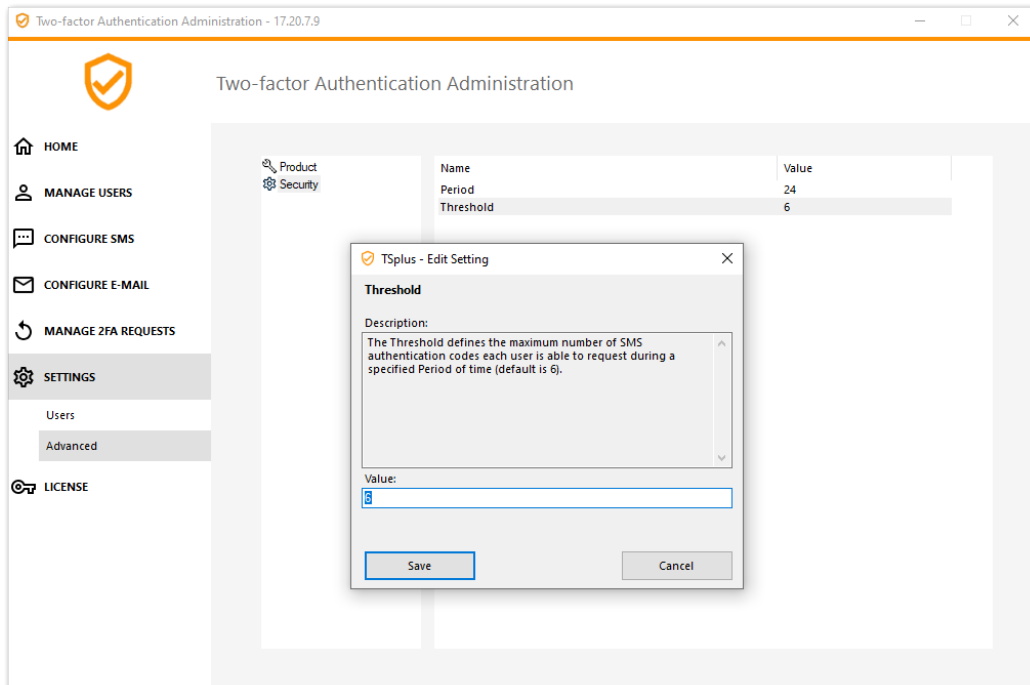 Two-factor Authentication Administration - 17.20.7.9
Two-factor Authentication Administration
HOME
MANAGE USERS
CONFIGURE SMS
CONFIGURE E-MAIL
MANAGE 2FA REQUESTS
SETTINGS
Users
Advanced
LICENSE
Product
Security
Name Value
Period 24
Threshold 6
TSplus - Edit Setting
Threshold
Description:
The Threshold defines the maximum number of SMS
authentication codes each user is able to request during a
specified Period of time (default is 6).
Value:
6
Save Cancel